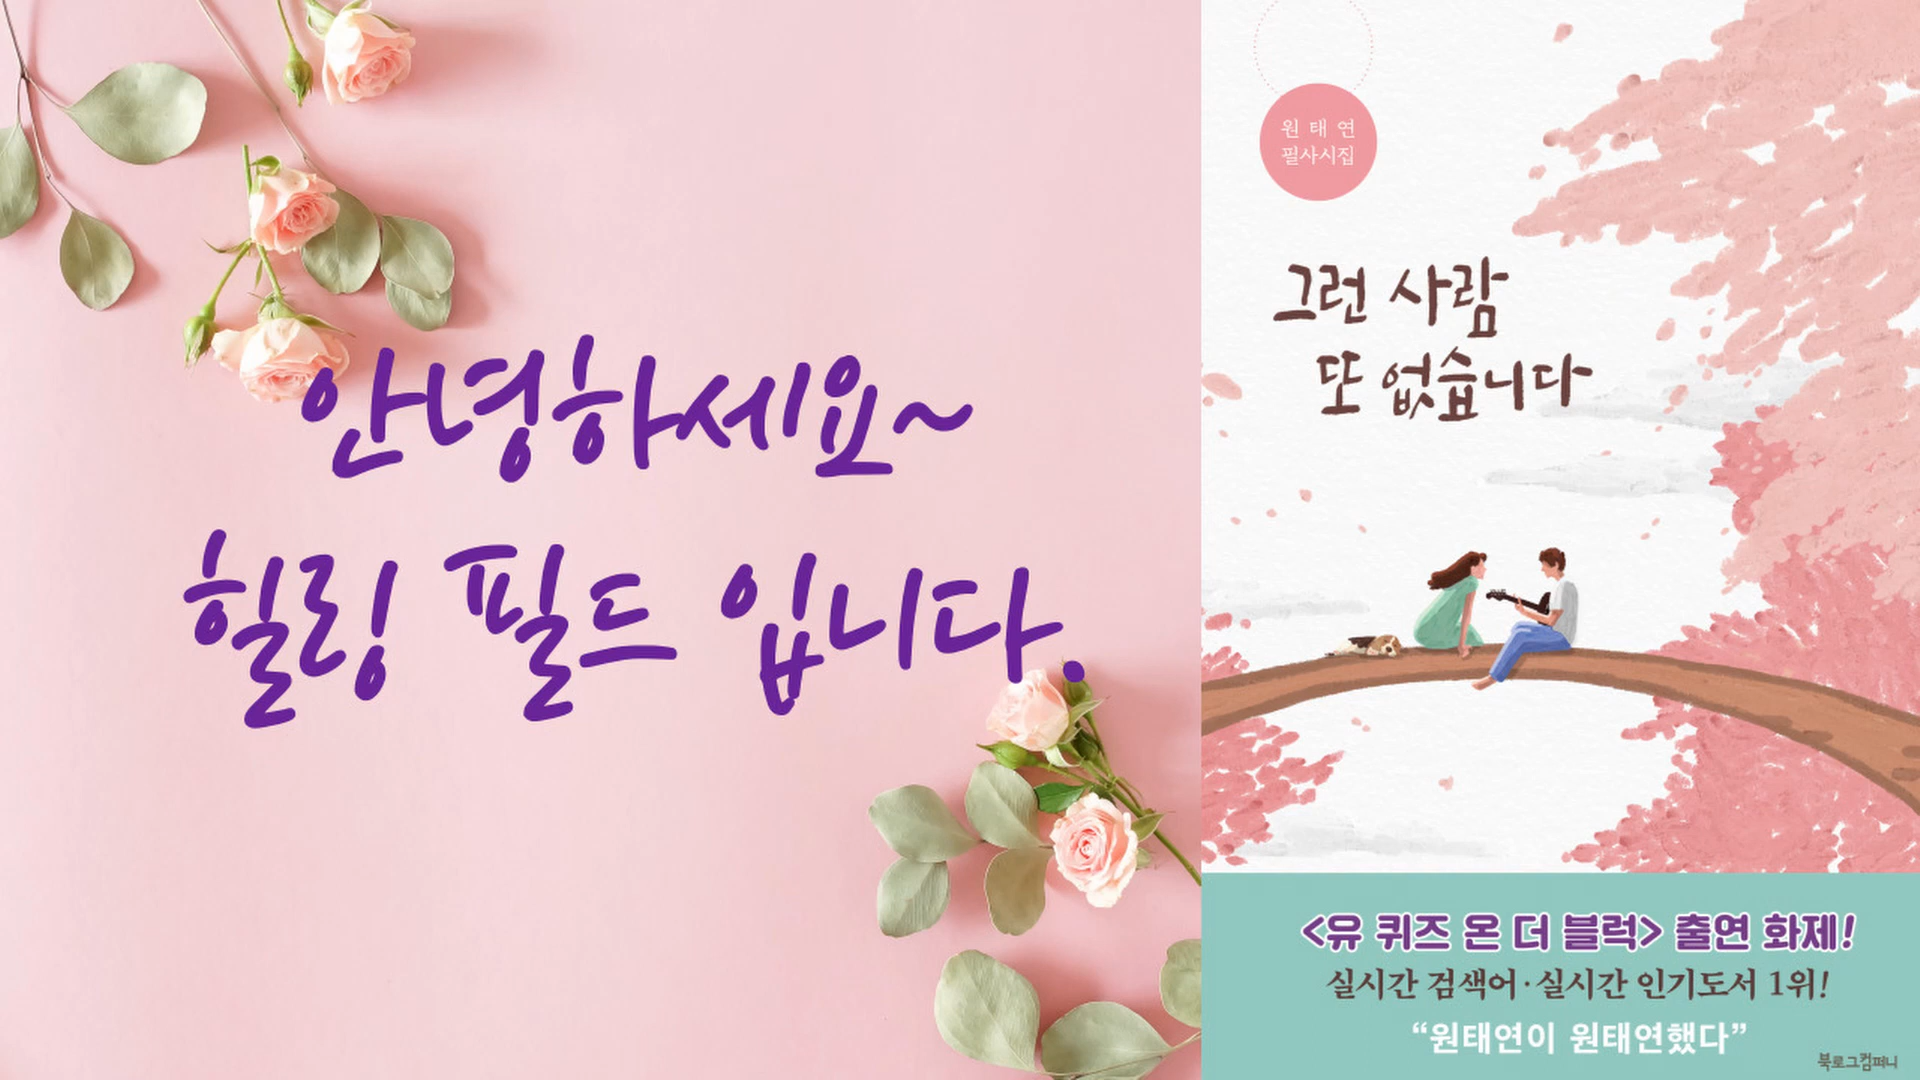 안녕하세요~
힐링 필드 입니다.
원태연
필사시집
그런 사람
또 없습니다
<유 퀴즈 온 더 블럭> 출연 화제!
실시간 검색어·실시간 인기도서 1위!
“원태연이 원태연했다”
북로그컴퍼니